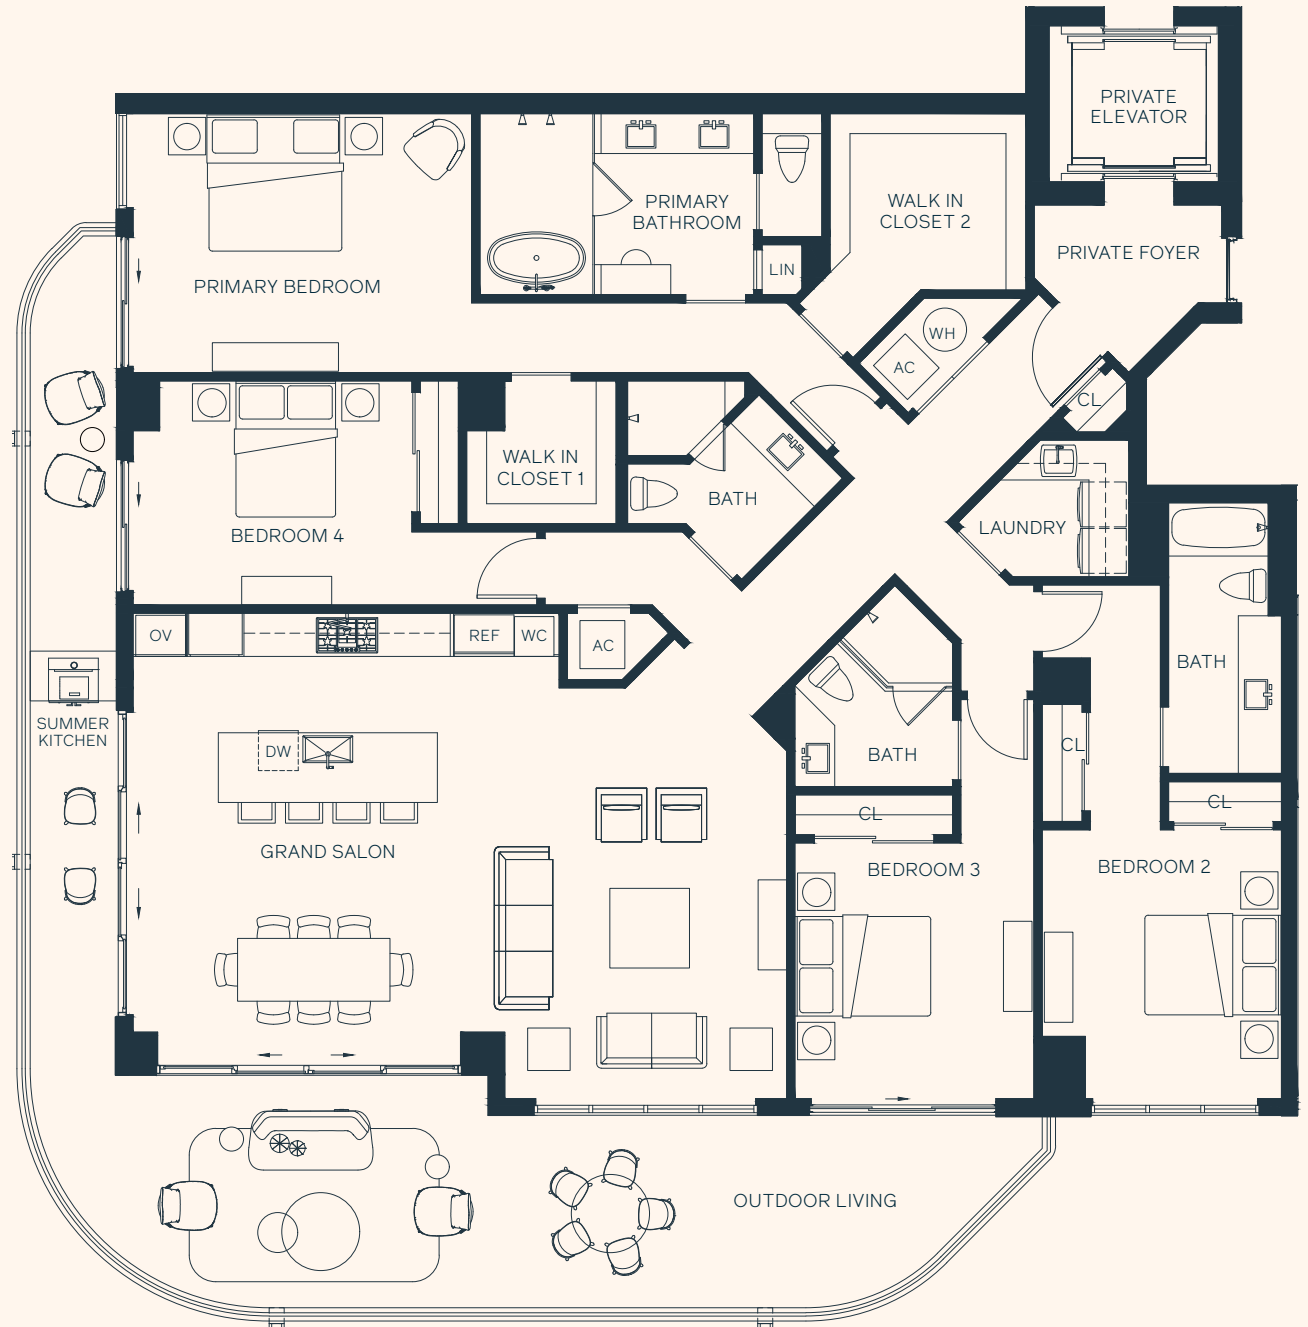 PRIVATE
ELEVATOR
PRIMARY
BATHROOM
WALK IN
CLOSET 2
PRIVATE FOYER
LIN
PRIMARY BEDROOM
WH
AC
CL
WALK IN
CLOSET 1
BATH
BEDROOM 4
LAUNDRY
OV
REF
WC
AC
BATH
SUMMER
KITCHEN
DW
BATH
CL
CL
CL
GRAND SALON
BEDROOM 3
BEDROOM 2
OUTDOOR LIVING